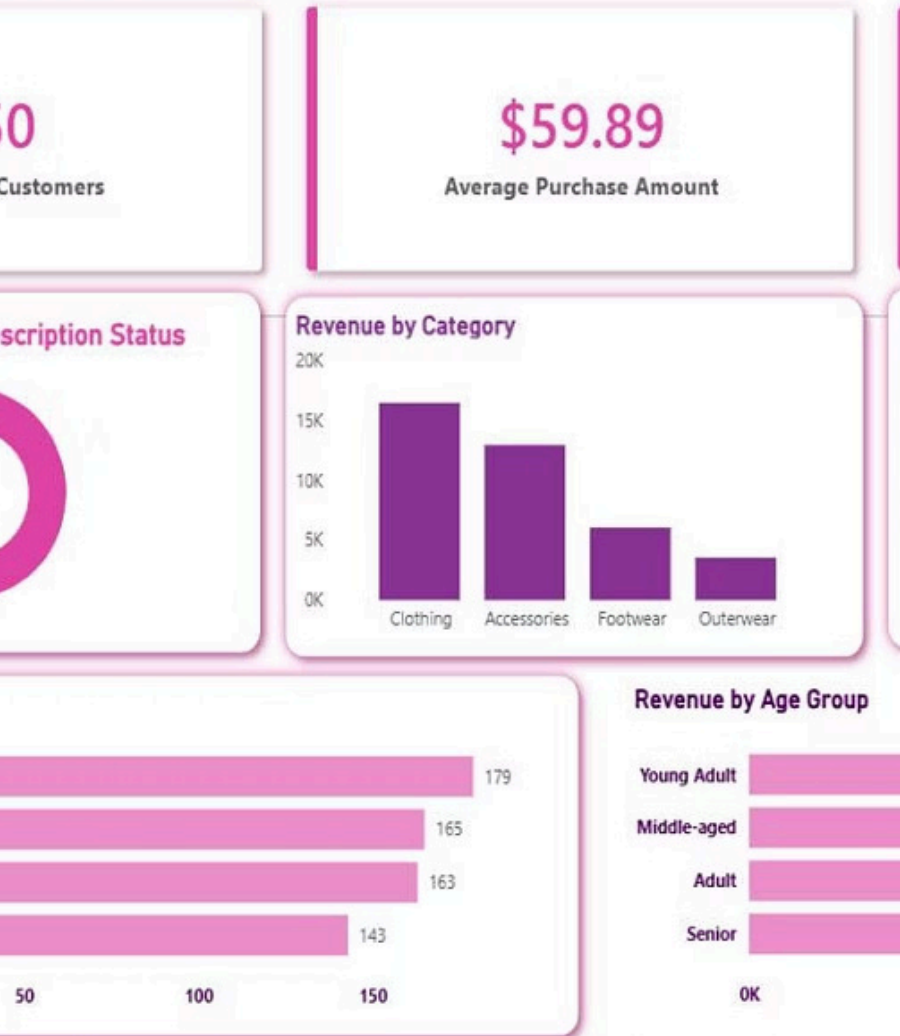 $59.89
Customers
Average Purchase Amount
scription Status
Revenue by Category
20K
15K
10K
5K
0K
Clothing Accessories Footwear Outerwear
Revenue by Age Group
179
165
163
143
50 100 150
Young Adult
Middle-aged
Adult
Senior
0K